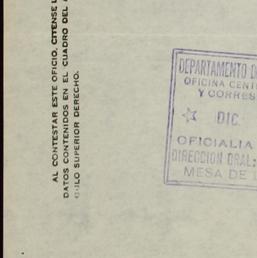 AL CONTESTAR ESTE OFICIO, CITENSE L
DATOS CONTENIDOS EN EL CUADRO DEL
ULO SUPERIOR DERECHO.
DEPARTAMENTO D
OFICINA CENT
Y CORRES
DIC
OFICIALIA
DIRECCION GRAL.
MESA DE